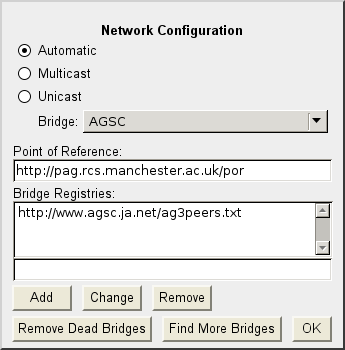 Network Configuration
Automatic
Multicast
Unicast
Bridge: AGSC
Point of Reference:
http://pag.rcs.manchester.ac.uk/por
Bridge Registries:
http://www.agsc.ja.net/ag3peers.txt
Add Change Remove
Remove Dead Bridges Find More Bridges OK